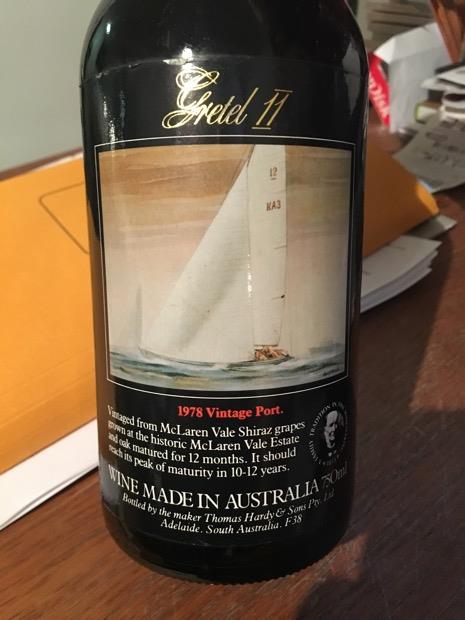 Gretel II
12
KA3
1978 Vintage Port.
Vintaged from McLaren Vale Shiraz grapes
grown at the historic McLaren Vale Estate
and oak matured for 12 months. It should
reach its peak of maturity in 10-12 years.
WINE MADE IN AUSTRALIA 750ml
Bottled by the maker Thomas Hardy & Sons Pty. Ltd.
Adelaide. South Australia. F38
TRADITION IN